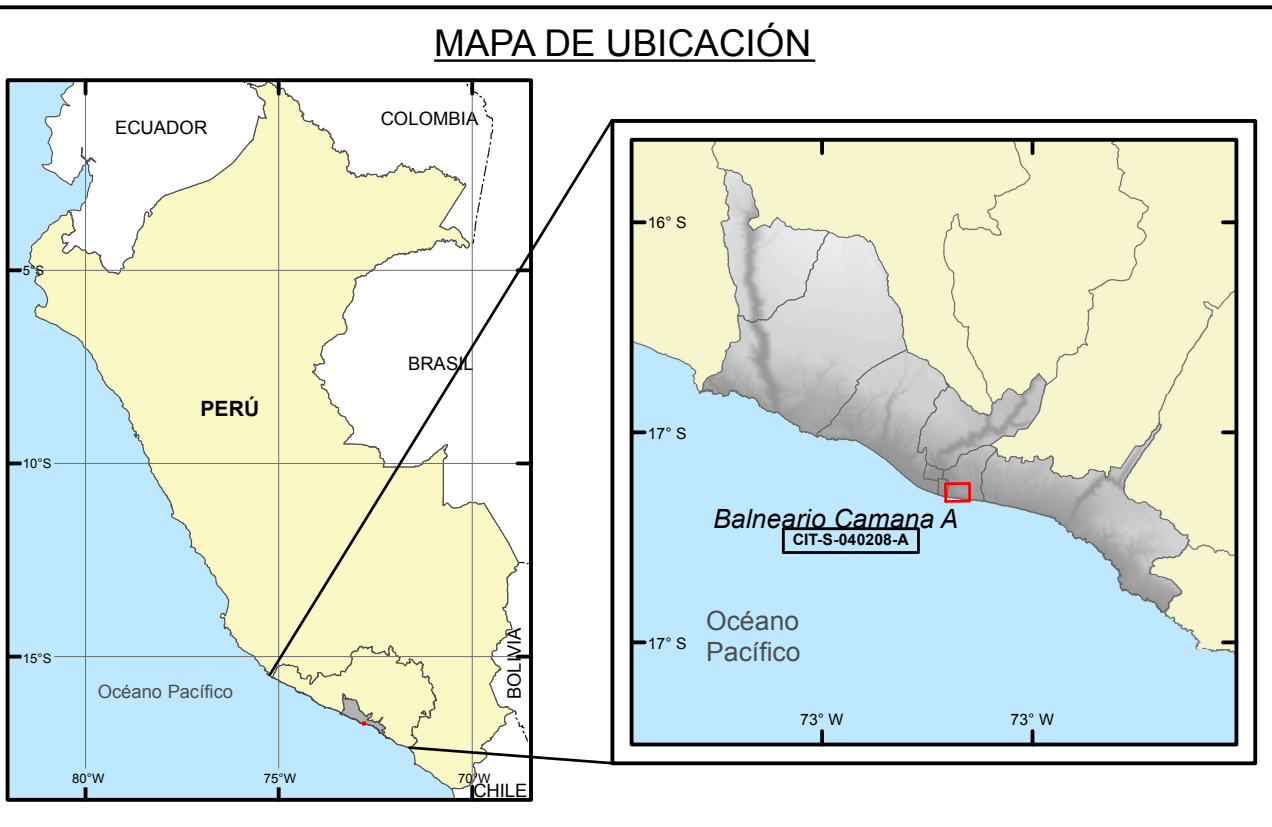 MAPA DE UBICACIÓN
ECUADOR
COLOMBIA
5°S
BRASIL
PERÚ
10°S
15°S
Océano Pacífico
BOLIVIA
80°W
75°W
70°W
CHILE
16° S
17° S
Balneario Camana A
CIT-S-040208-A
Océano
Pacífico
17° S
73° W
73° W